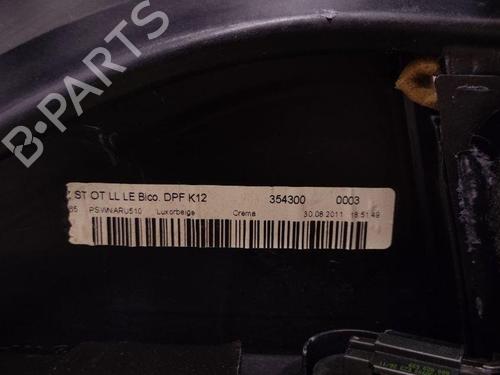 B-PARTS
ST OT LL LE Bico. DPF K12 354300 0003
65 PSWNARU510 Luxorbeige Crema 30.08.2011 18:51:49